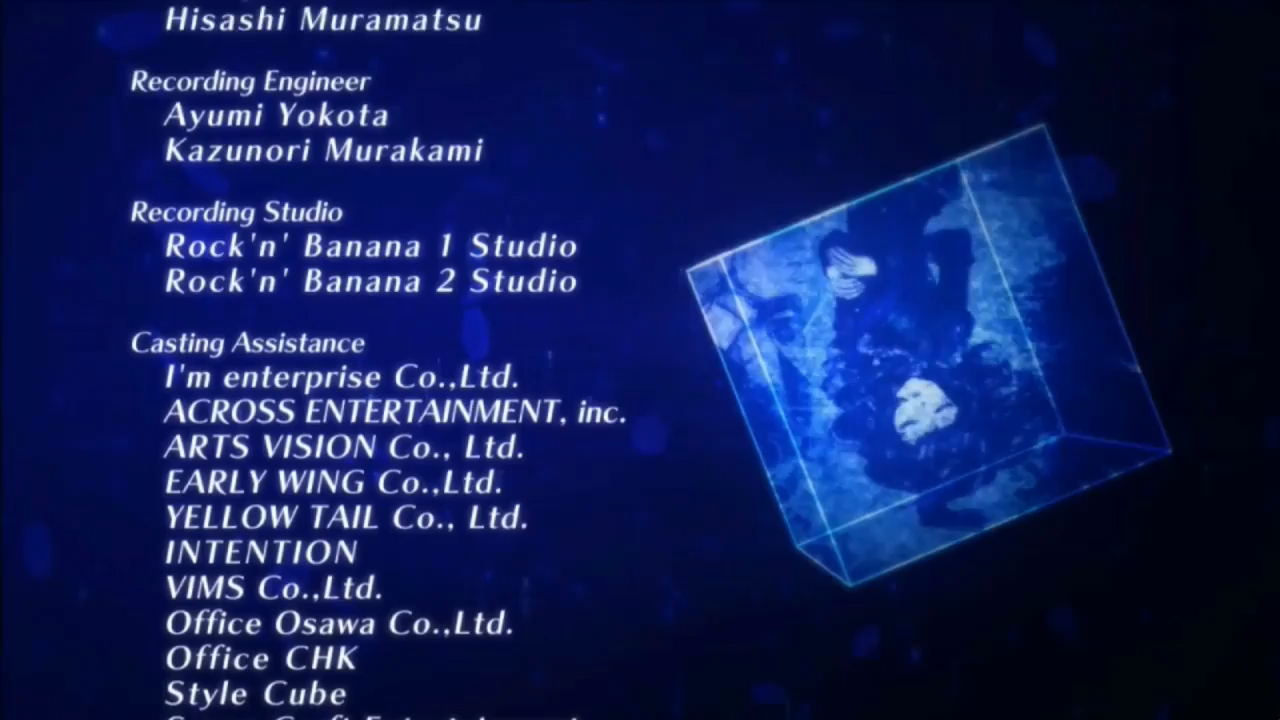 Hisashi Muramatsu
Recording Engineer
Ayumi Yokota
Kazunori Murakami
Recording Studio
Rock'n' Banana 1 Studio
Rock'n' Banana 2 Studio
Casting Assistance
I'm enterprise Co.,Ltd.
ACROSS ENTERTAINMENT, inc.
ARTS VISION Co., Ltd.
EARLY WING Co.,Ltd.
YELLOW TAIL Co., Ltd.
INTENTION
VIMS Co.,Ltd.
Office Osawa Co.,Ltd.
Office CHK
Style Cube